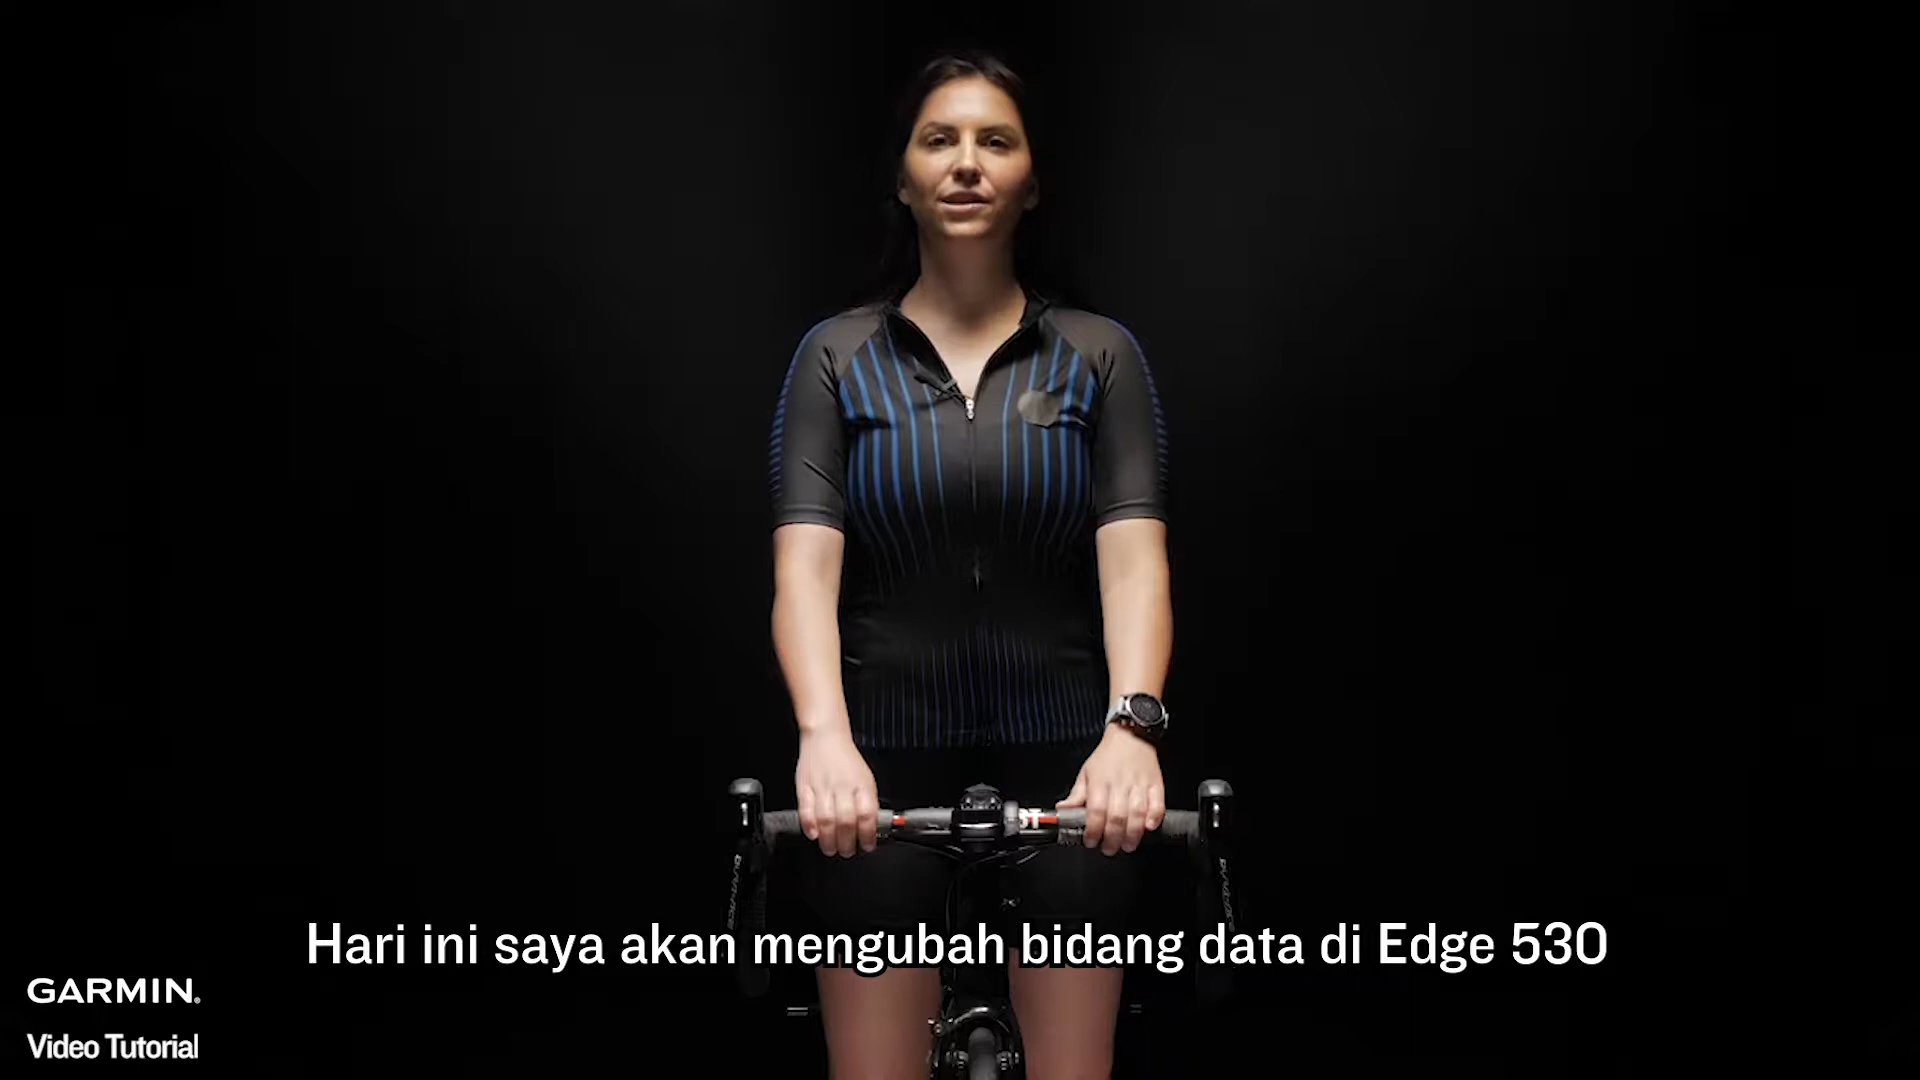 Hari ini saya akan mengubah bidang data di Edge 530
GARMIN.
Video Tutorial